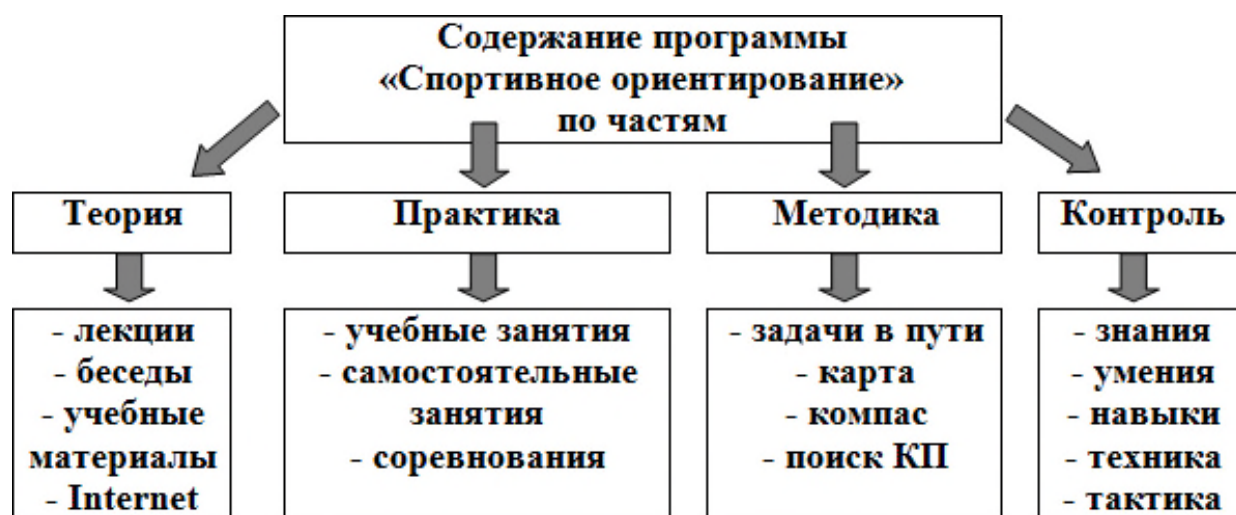 Содержание программы
«Спортивное ориентирование»
по частям
Теория
Практика
Методика
Контроль
- лекции
- беседы
- учебные
материалы
- Internet
- учебные занятия
- самостоятельные
занятия
- соревнования
- задачи в пути
- карта
- компас
- поиск КП
- знания
- умения
- навыки
- техника
- тактика